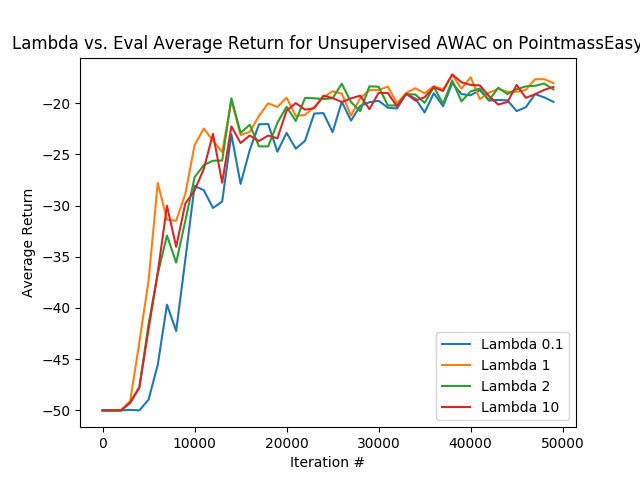 Lambda vs. Eval Average Return for Unsupervised AWAC on PointmassEasy
Average Return
−20
−25
−30
−35
−40
−45
−50
Lambda 0.1
Lambda 1
Lambda 2
Lambda 10
0 10000 20000 30000 40000 50000
Iteration #